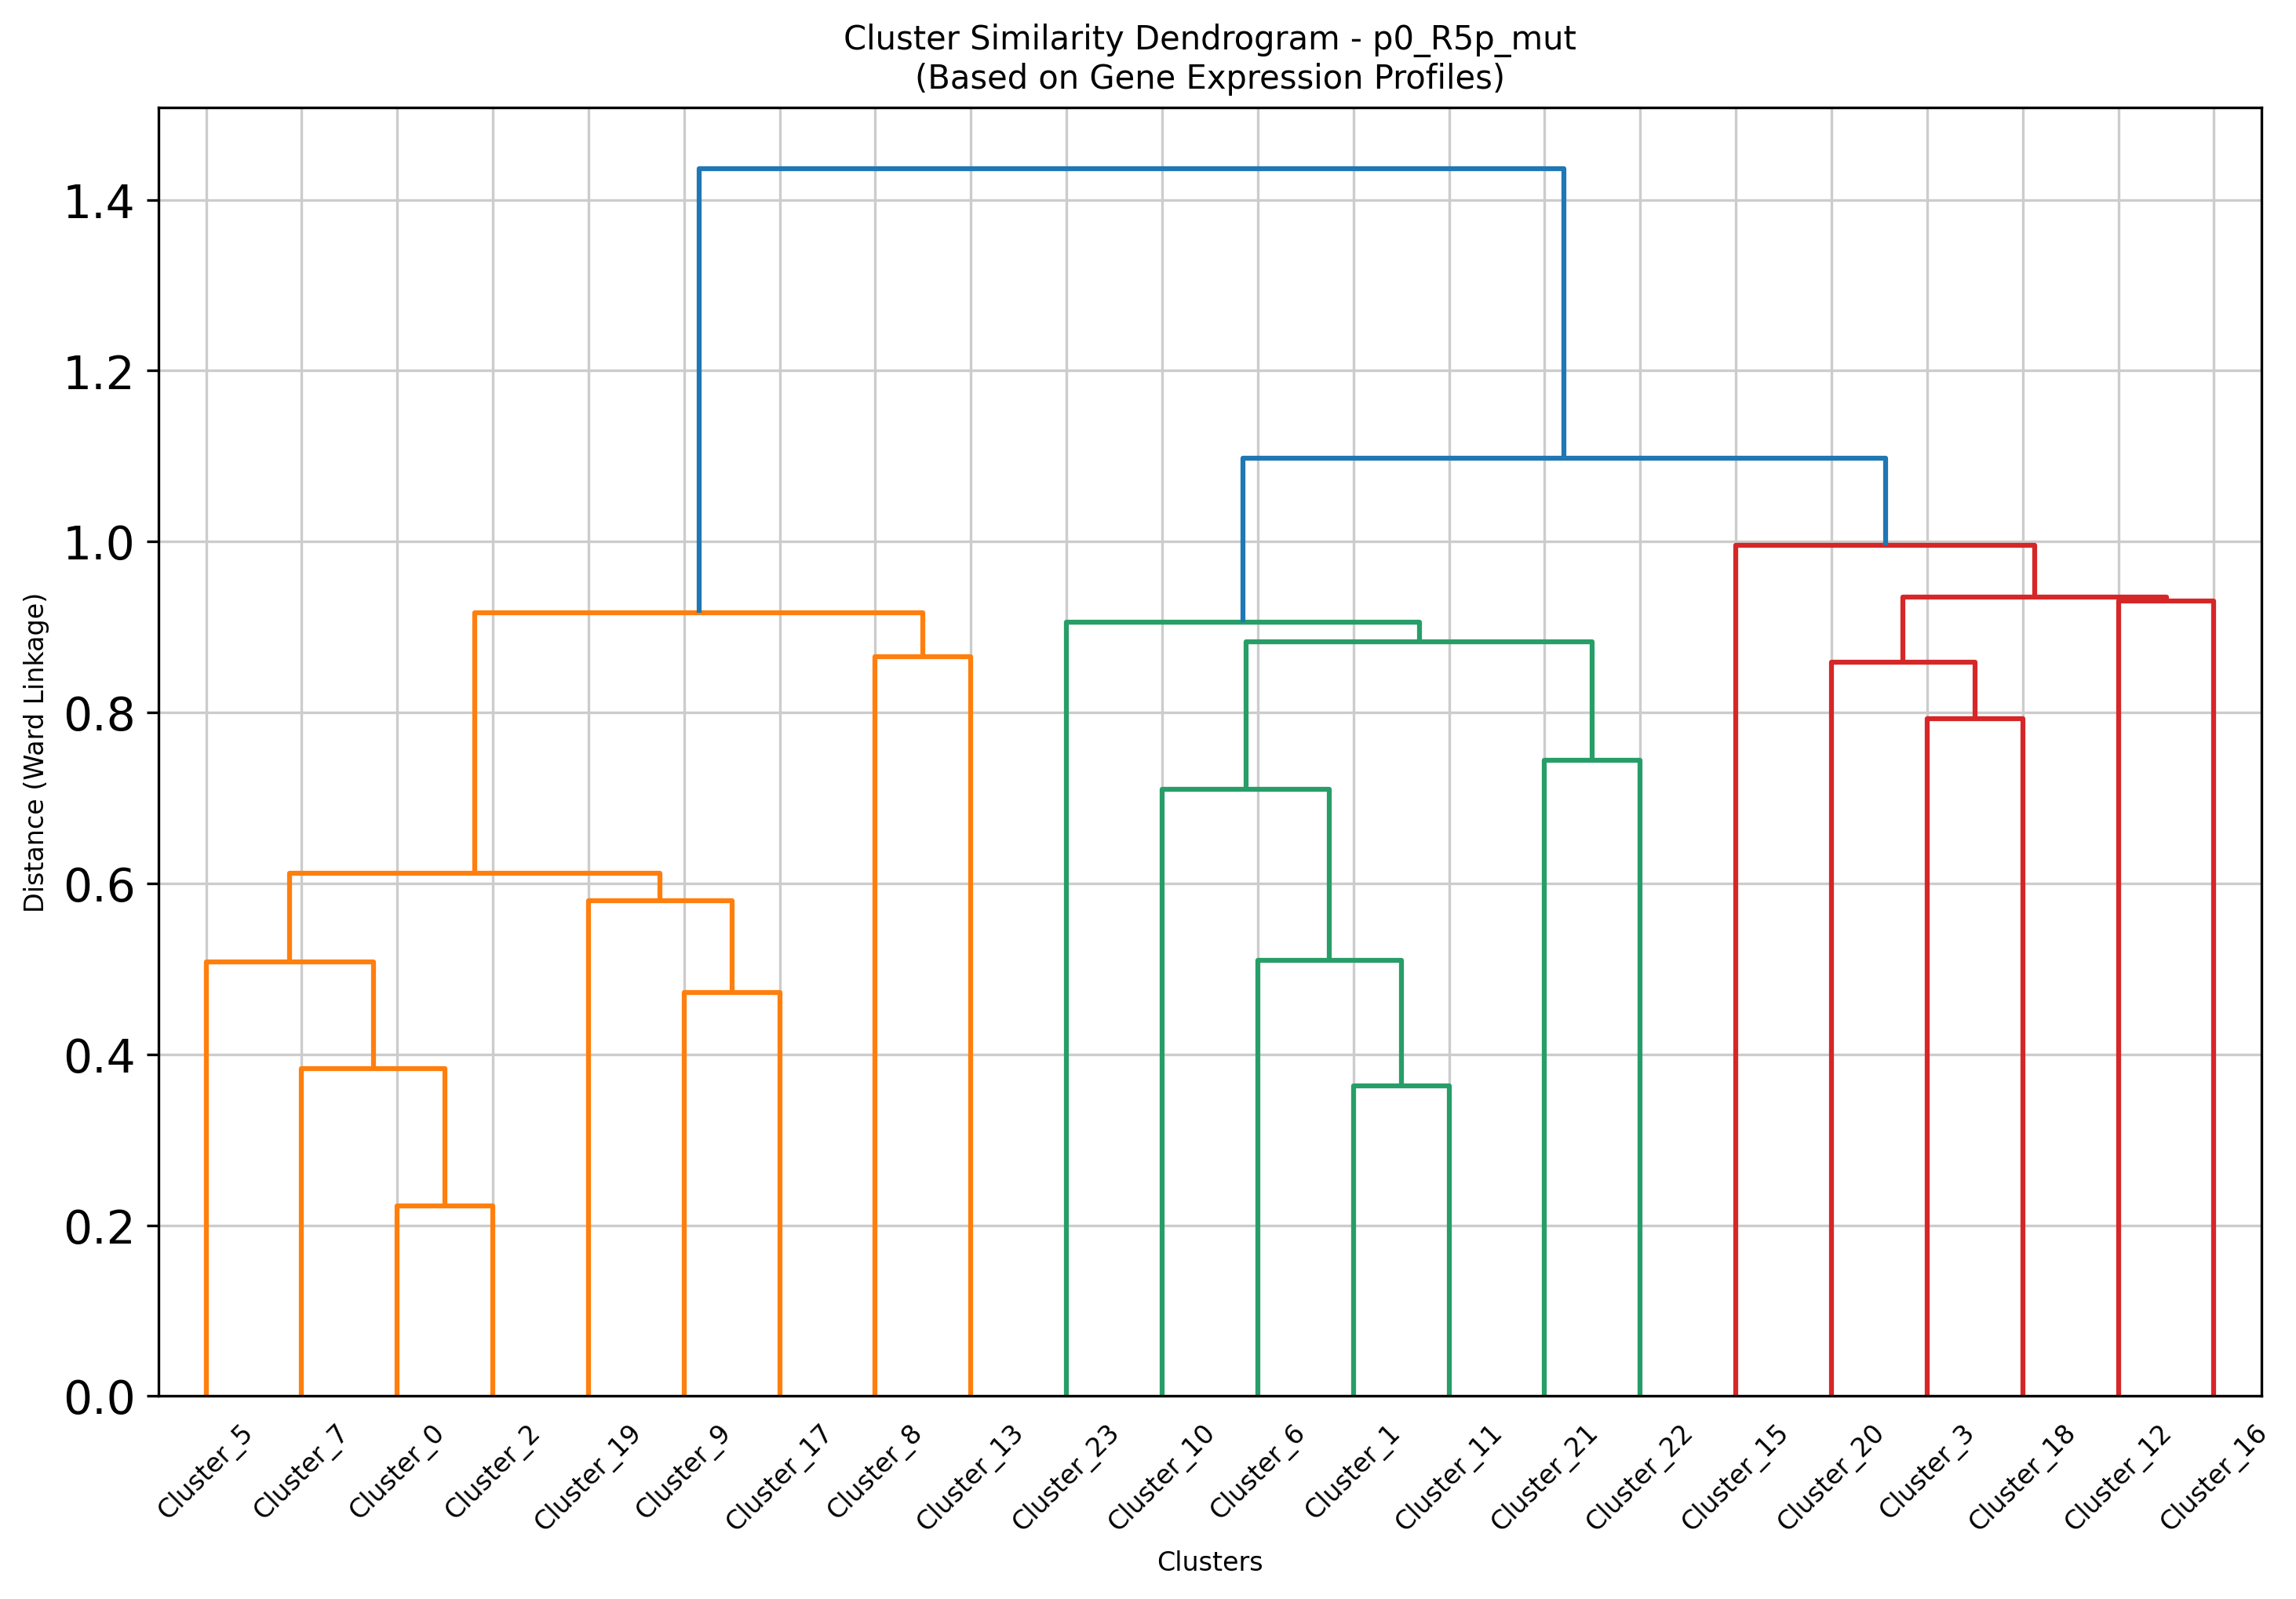 Cluster Similarity Dendrogram - p0_R5p_mut
(Based on Gene Expression Profiles)
Distance (Ward Linkage)
1.4
1.2
1.0
0.8
0.6
0.4
0.2
0.0
Cluster_5
Cluster_7
Cluster_0
Cluster_2
Cluster_19
Cluster_9
Cluster_17
Cluster_8
Cluster_13
Cluster_23
Cluster_10
Cluster_6
Cluster_1
Cluster_11
Cluster_21
Cluster_22
Cluster_15
Cluster_20
Cluster_3
Cluster_18
Cluster_12
Cluster_16
Clusters